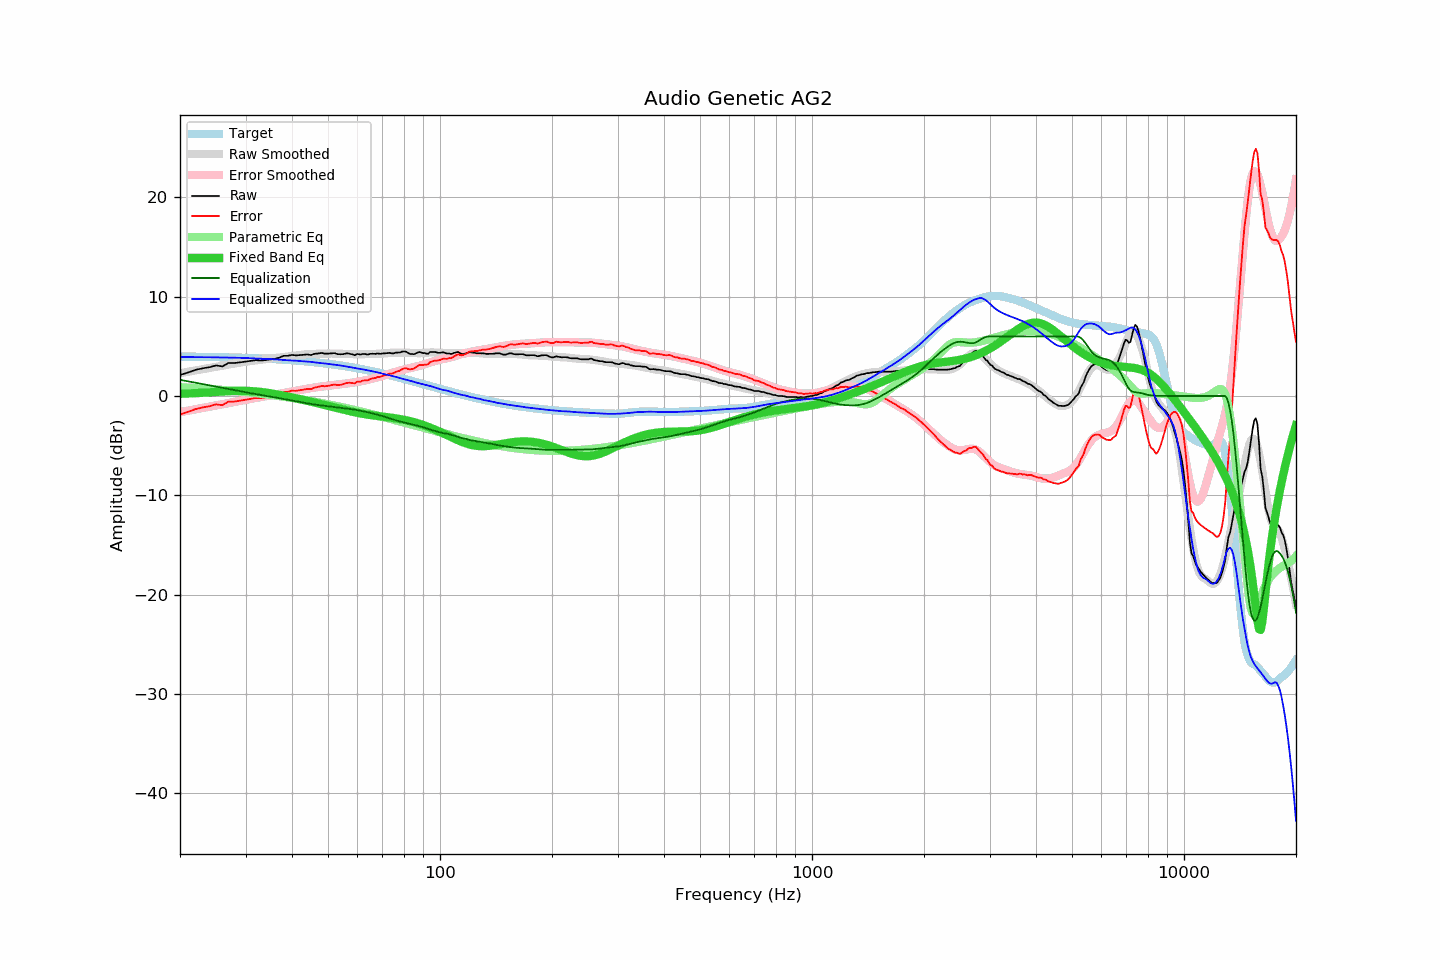 Audio Genetic AG2
Target
Raw Smoothed
Error Smoothed
Raw
Error
Parametric Eq
Fixed Band Eq
Equalization
Equalized smoothed
20
10
0
−10
−20
−30
−40
Amplitude (dBr)
100
1000
10000
Frequency (Hz)